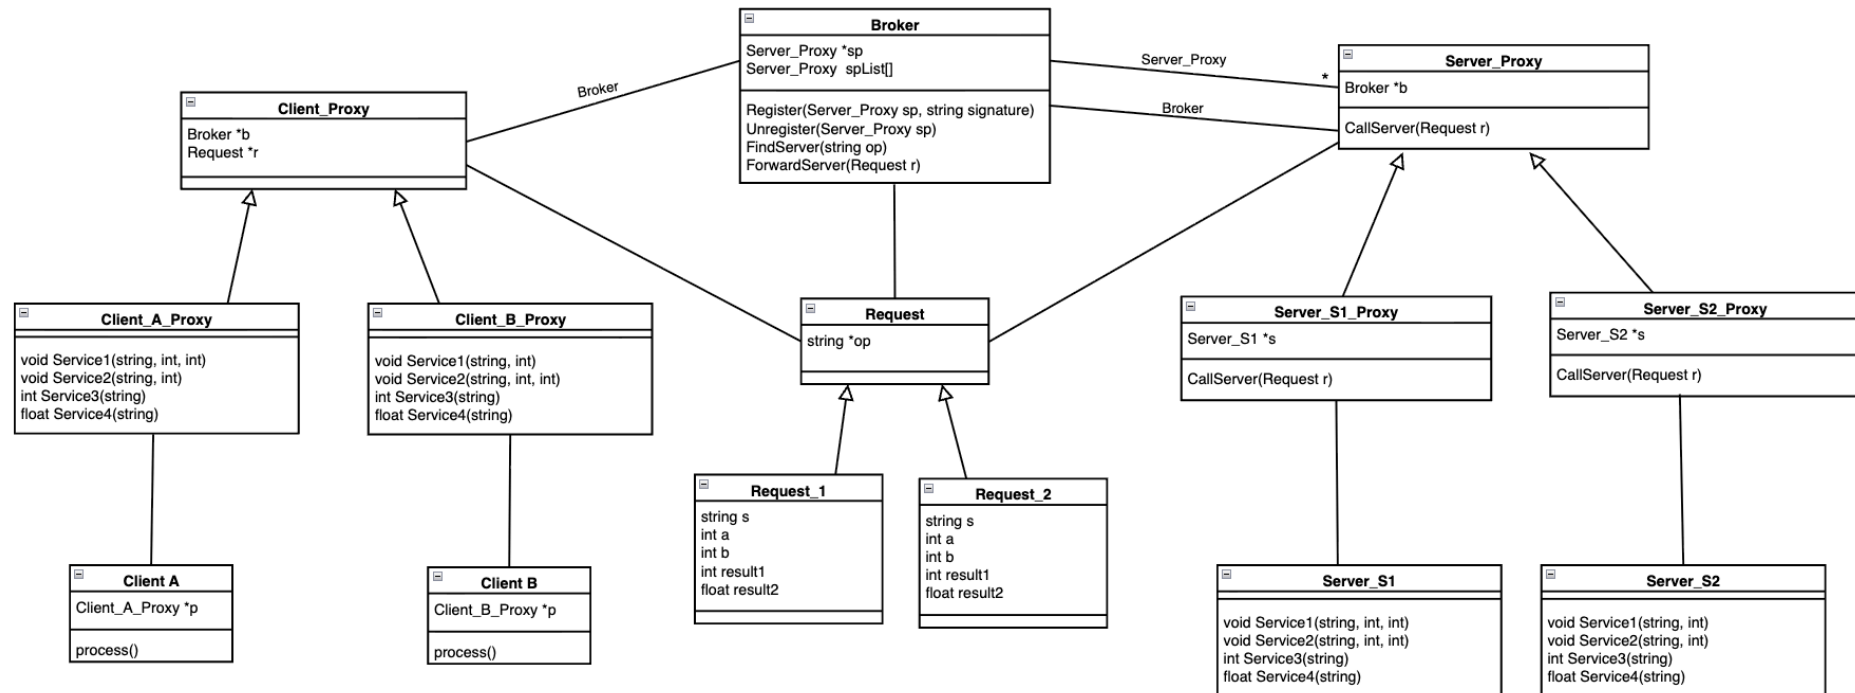 Broker
Server_Proxy *sp
Server_Proxy  spList[]
Register(Server_Proxy sp, string signature)
Unregister(Server_Proxy sp)
FindServer(string op)
ForwardServer(Request r)
Server_Proxy
*
Broker
Broker
Server_Proxy
Broker *b
CallServer(Request r)
Client_Proxy
Broker *b
Request *r
Client_A_Proxy
void Service1(string, int, int)
void Service2(string, int)
int Service3(string)
float Service4(string)
Client_B_Proxy
void Service1(string, int)
void Service2(string, int, int)
int Service3(string)
float Service4(string)
Request
string *op
Server_S1_Proxy
Server_S1 *s
CallServer(Request r)
Server_S2_Proxy
Server_S2 *s
CallServer(Request r)
Request_1
string s
int a
int b
int result1
float result2
Request_2
string s
int a
int b
int result1
float result2
Client A
Client_A_Proxy *p
process()
Client B
Client_B_Proxy *p
process()
Server_S1
void Service1(string, int, int)
void Service2(string, int, int)
int Service3(string)
float Service4(string)
Server_S2
void Service1(string, int)
void Service2(string, int)
int Service3(string)
float Service4(string)